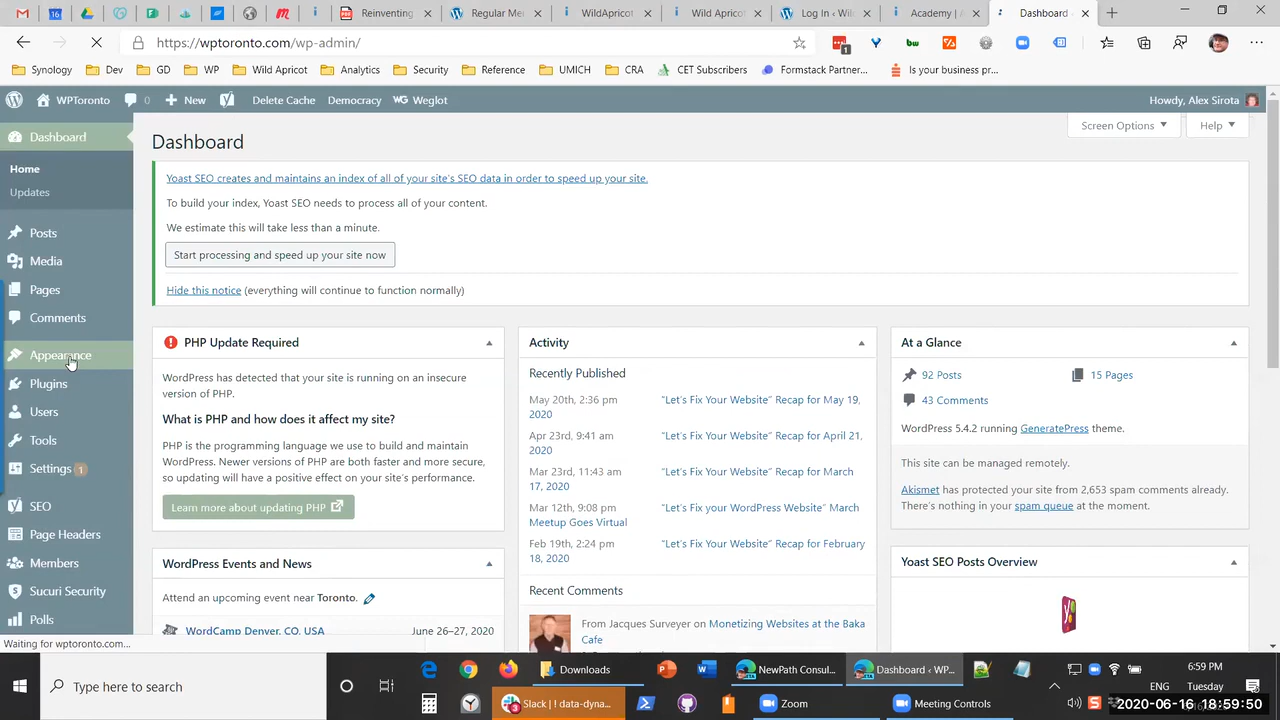 Reinventing
Regular Me
WildApricot
Wild Apricot
Log In ‹ Wil
Academy | A
Dashboard
https://wptoronto.com/wp-admin/
1
Synology
Dev
GD
WP
Wild Apricot
Analytics
Security
Reference
UMICH
CRA
CET Subscribers
Formstack Partner...
Is your business pr...
WPToronto
0
New
Delete Cache
Democracy
WG Weglot
Howdy, Alex Sirota
Dashboard
Home
Updates
Posts
Media
Pages
Comments
Appearance
Plugins
Users
Tools
Settings 1
SEO
Page Headers
Members
Sucuri Security
Polls
Waiting for wptoronto.com...
Dashboard
Screen Options
Help
Yoast SEO creates and maintains an index of all of your site's SEO data in order to speed up your site.
To build your index, Yoast SEO needs to process all of your content.
We estimate this will take less than a minute.
Start processing and speed up your site now
Hide this notice (everything will continue to function normally)
PHP Update Required
WordPress has detected that your site is running on an insecure
version of PHP.
What is PHP and how does it affect my site?
PHP is the programming language we use to build and maintain
WordPress. Newer versions of PHP are both faster and more secure,
so updating will have a positive effect on your site's performance.
Learn more about updating PHP
WordPress Events and News
Attend an upcoming event near Toronto.
WordCamp Denver, CO, USA
June 26–27, 2020
Activity
Recently Published
May 20th, 2:36 pm "Let's Fix Your Website" Recap for May 19,
2020
Apr 23rd, 9:41 am "Let's Fix Your Website" Recap for April 21,
2020
Mar 23rd, 11:43 am "Let's Fix Your Website" Recap for March
17, 2020
Mar 12th, 9:08 pm "Let's Fix your WordPress Website" March
Meetup Goes Virtual
Feb 19th, 2:24 pm "Let's Fix Your Website" Recap for February
18, 2020
Recent Comments
From Jacques Surveyer on Monetizing Websites at the Baka
Cafe
At a Glance
92 Posts
15 Pages
43 Comments
WordPress 5.4.2 running GeneratePress theme.
This site can be managed remotely.
Akismet has protected your site from 2,653 spam comments already.
There's nothing in your spam queue at the moment.
Yoast SEO Posts Overview
Type here to search
Downloads
NewPath Consul...
Dashboard ‹ WP...
Slack | ! data-dyna...
Zoom
Meeting Controls
ENG
6:59 PM
Tuesday
2020-06-16 18:59:50